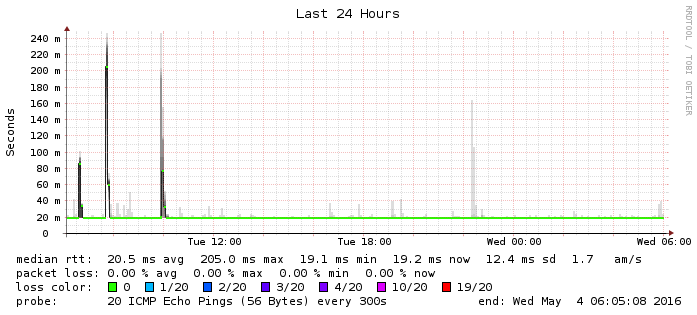 Last 24 Hours
RRDTOOL / TOBI OETIKER
Seconds
240 m
220 m
200 m
180 m
160 m
140 m
120 m
100 m
80 m
60 m
40 m
20 m
0
Tue 12:00 Tue 18:00 Wed 00:00 Wed 06:00
median rtt: 20.5 ms avg 205.0 ms max 19.1 ms min 19.2 ms now 12.4 ms sd 1.7 am/s
packet loss: 0.00 % avg 0.00 % max 0.00 % min 0.00 % now
loss color: 0 1/20 2/20 3/20 4/20 10/20 19/20
probe: 20 ICMP Echo Pings (56 Bytes) every 300s end: Wed May 4 06:05:08 2016